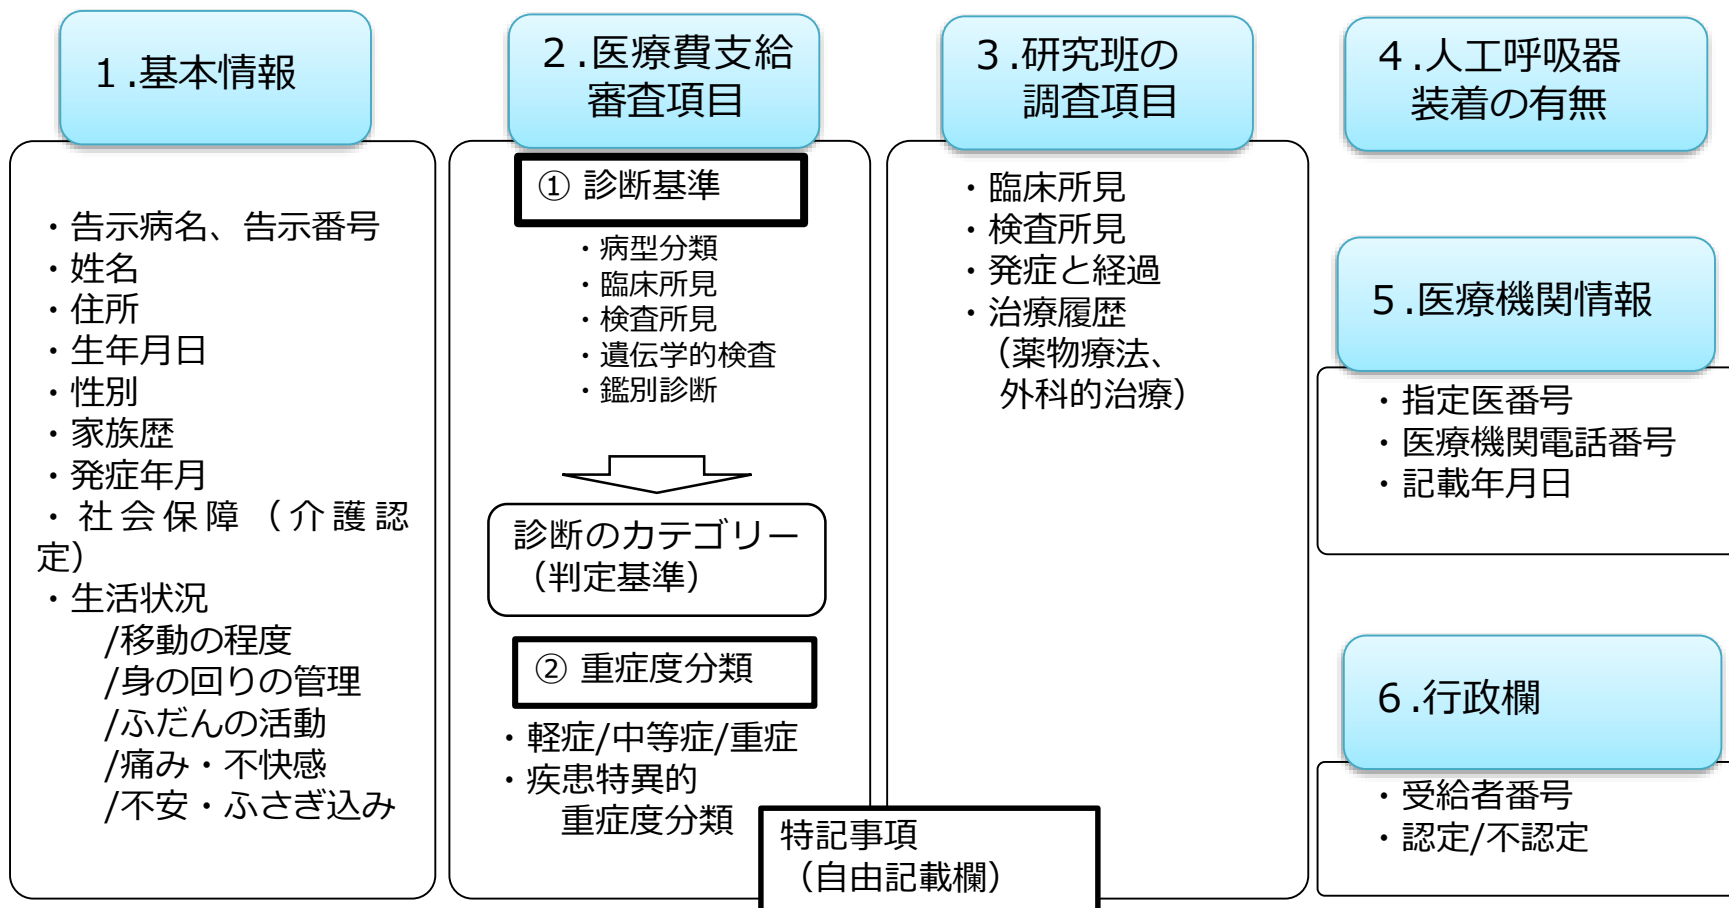 １.基本情報
・告示病名、告示番号
・姓名
・住所
・生年月日
・性別
・家族歴
・発症年月
・社会保障（介護認
定）
・生活状況
/移動の程度
/身の回りの管理
/ふだんの活動
/痛み・不快感
/不安・ふさぎ込み
２.医療費支給
審査項目
① 診断基準
・病型分類
・臨床所見
・検査所見
・遺伝学的検査
・鑑別診断
診断のカテゴリー
（判定基準）
② 重症度分類
・軽症/中等症/重症
・疾患特異的
重症度分類
３.研究班の
調査項目
・臨床所見
・検査所見
・発症と経過
・治療履歴
（薬物療法、
外科的治療）
特記事項
（自由記載欄）
４.人工呼吸器
装着の有無
５.医療機関情報
・指定医番号
・医療機関電話番号
・記載年月日
６.行政欄
・受給者番号
・認定/不認定